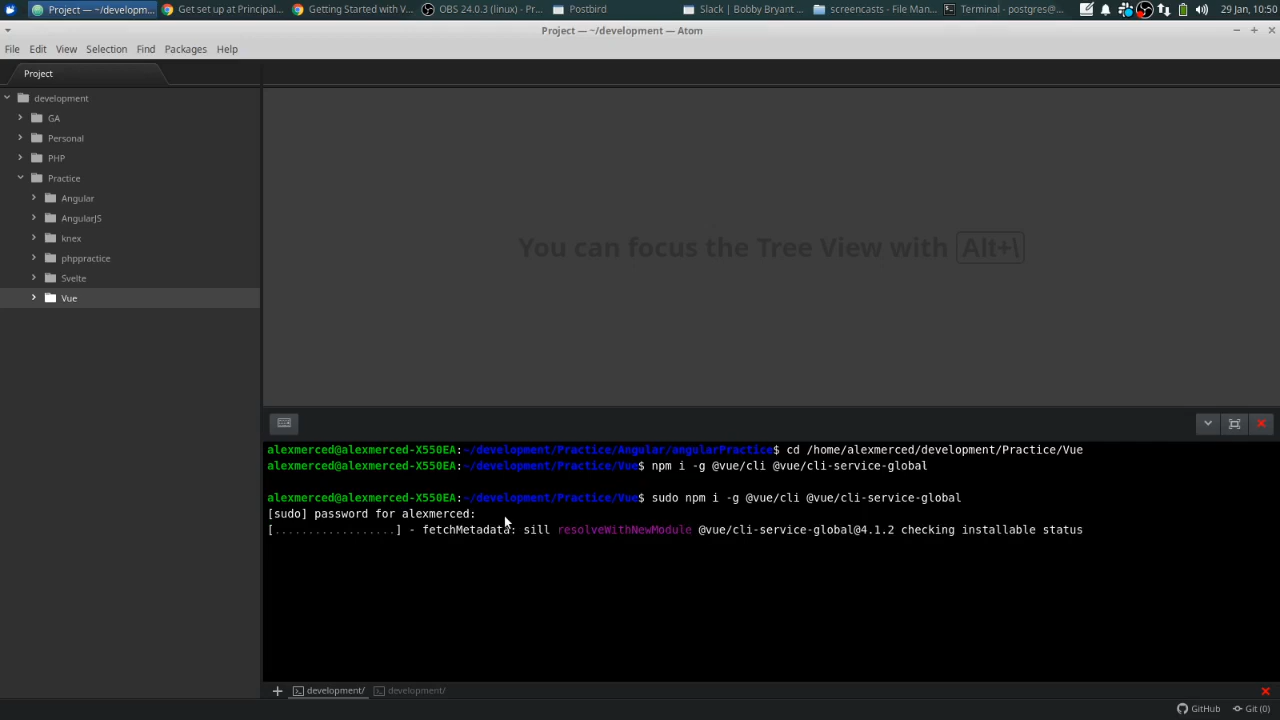 Project — ~/developm...
Get set up at Principal...
Getting Started with V...
OBS 24.0.3 (linux) - Pr...
Postbird
Slack | Bobby Bryant ...
screencasts - File Man...
Terminal - postgres@...
29 Jan, 10:50
Project — ~/development — Atom
File Edit View Selection Find Packages Help
Project
development
GA
Personal
PHP
Practice
Angular
AngularJS
knex
phppractice
Svelte
Vue
You can focus the Tree View with Alt+\
alexmerced@alexmerced-X550EA:~/development/Practice/Angular/angularPractice$ cd /home/alexmerced/development/Practice/Vue
alexmerced@alexmerced-X550EA:~/development/Practice/Vue$ npm i -g @vue/cli @vue/cli-service-global
alexmerced@alexmerced-X550EA:~/development/Practice/Vue$ sudo npm i -g @vue/cli @vue/cli-service-global
[sudo] password for alexmerced:
[..................] - fetchMetadata: sill resolveWithNewModule @vue/cli-service-global@4.1.2 checking installable status
development/
development/
GitHub
Git (0)